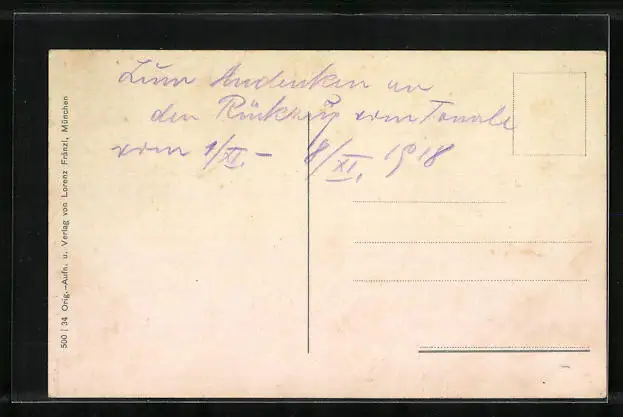 Zum Andenken an
den Rückzug vom Tonale
vom 1/XI. – 8/XI. 1918
500 / 34 Orig.-Aufn. u. Verlag von Lorenz Fränzl, München